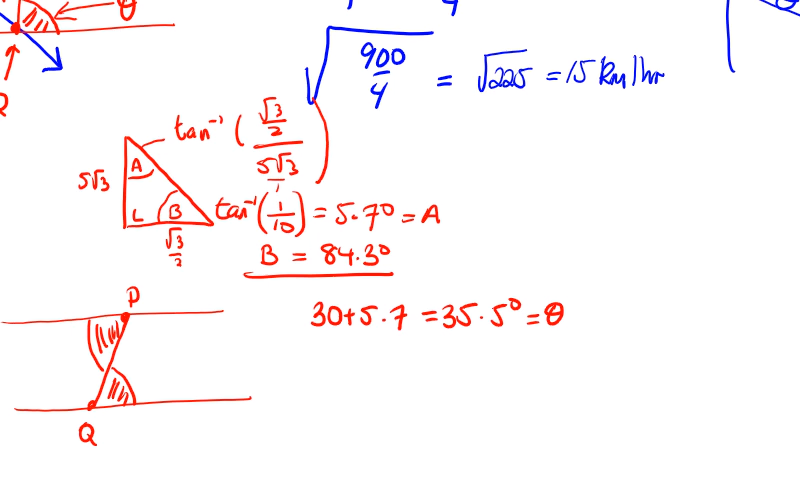 θ
√(900/4) = √225 = 15 km/hr
tan⁻¹ ( (√3/2) / (5√3/1) )
A
5√3
L B
√3/2
tan⁻¹(1/10) = 5.7° = A
B = 84.3°
P
30+5.7 = 35.5° = θ
Q